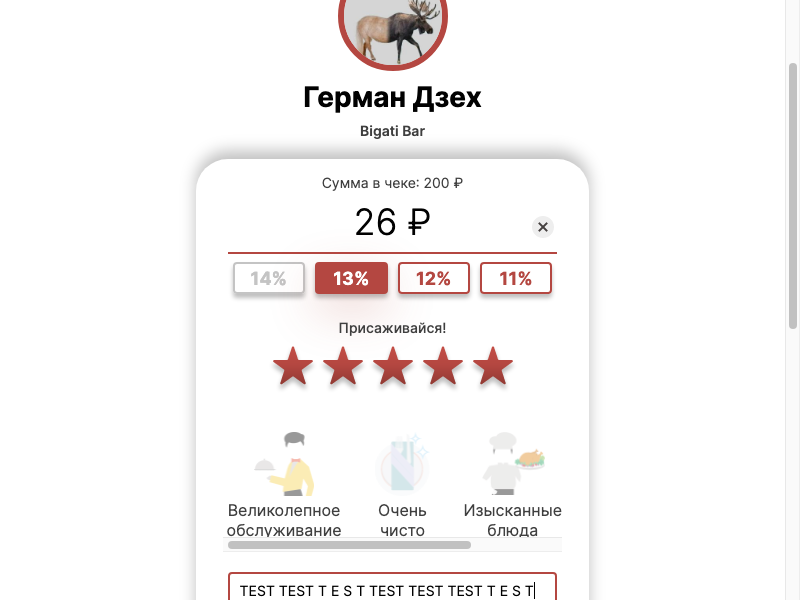 Герман Дзех
Bigati Bar
Сумма в чеке: 200 ₽
26 ₽
14% 13% 12% 11%
Присаживайся!
Великолепное обслуживание
Очень чисто
Изысканные блюда
TEST TEST T E S T TEST TEST TEST T E S T